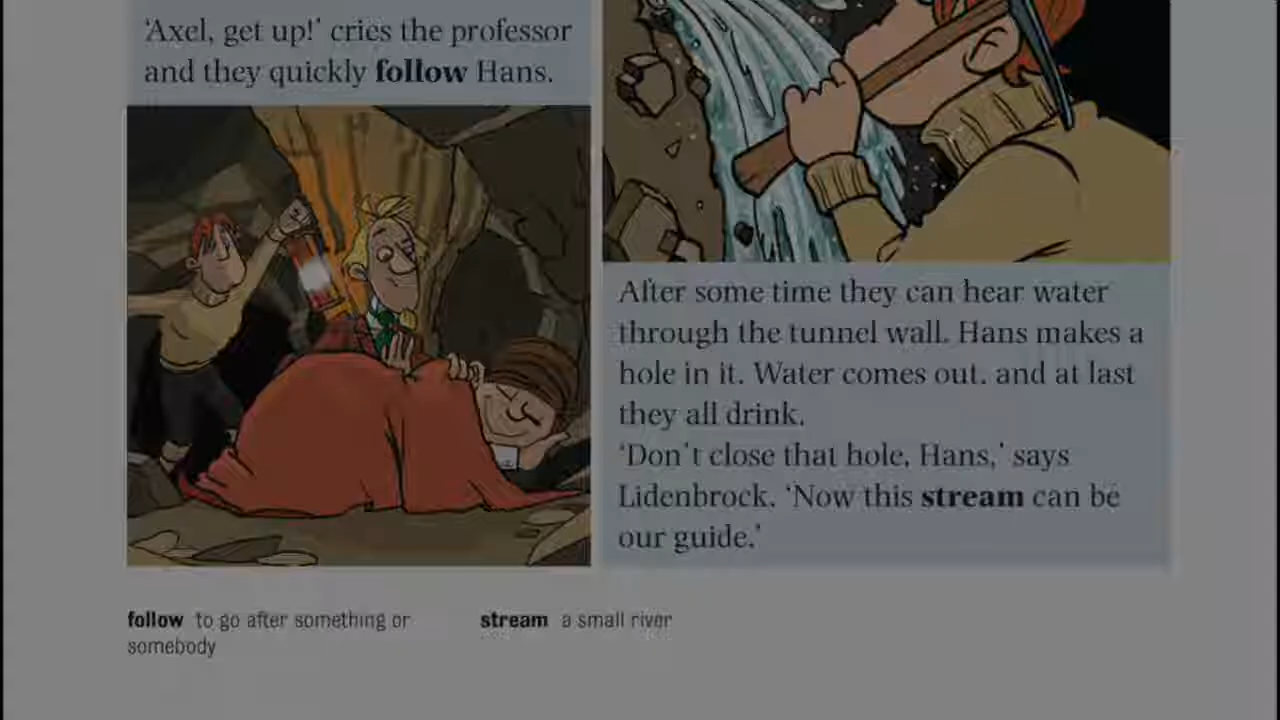 ‘Axel, get up!’ cries the professor
and they quickly follow Hans.
After some time they can hear water
through the tunnel wall. Hans makes a
hole in it. Water comes out, and at last
they all drink.
‘Don’t close that hole, Hans,’ says
Lidenbrock. ‘Now this stream can be
our guide.’
follow to go after something or
somebody
stream a small river